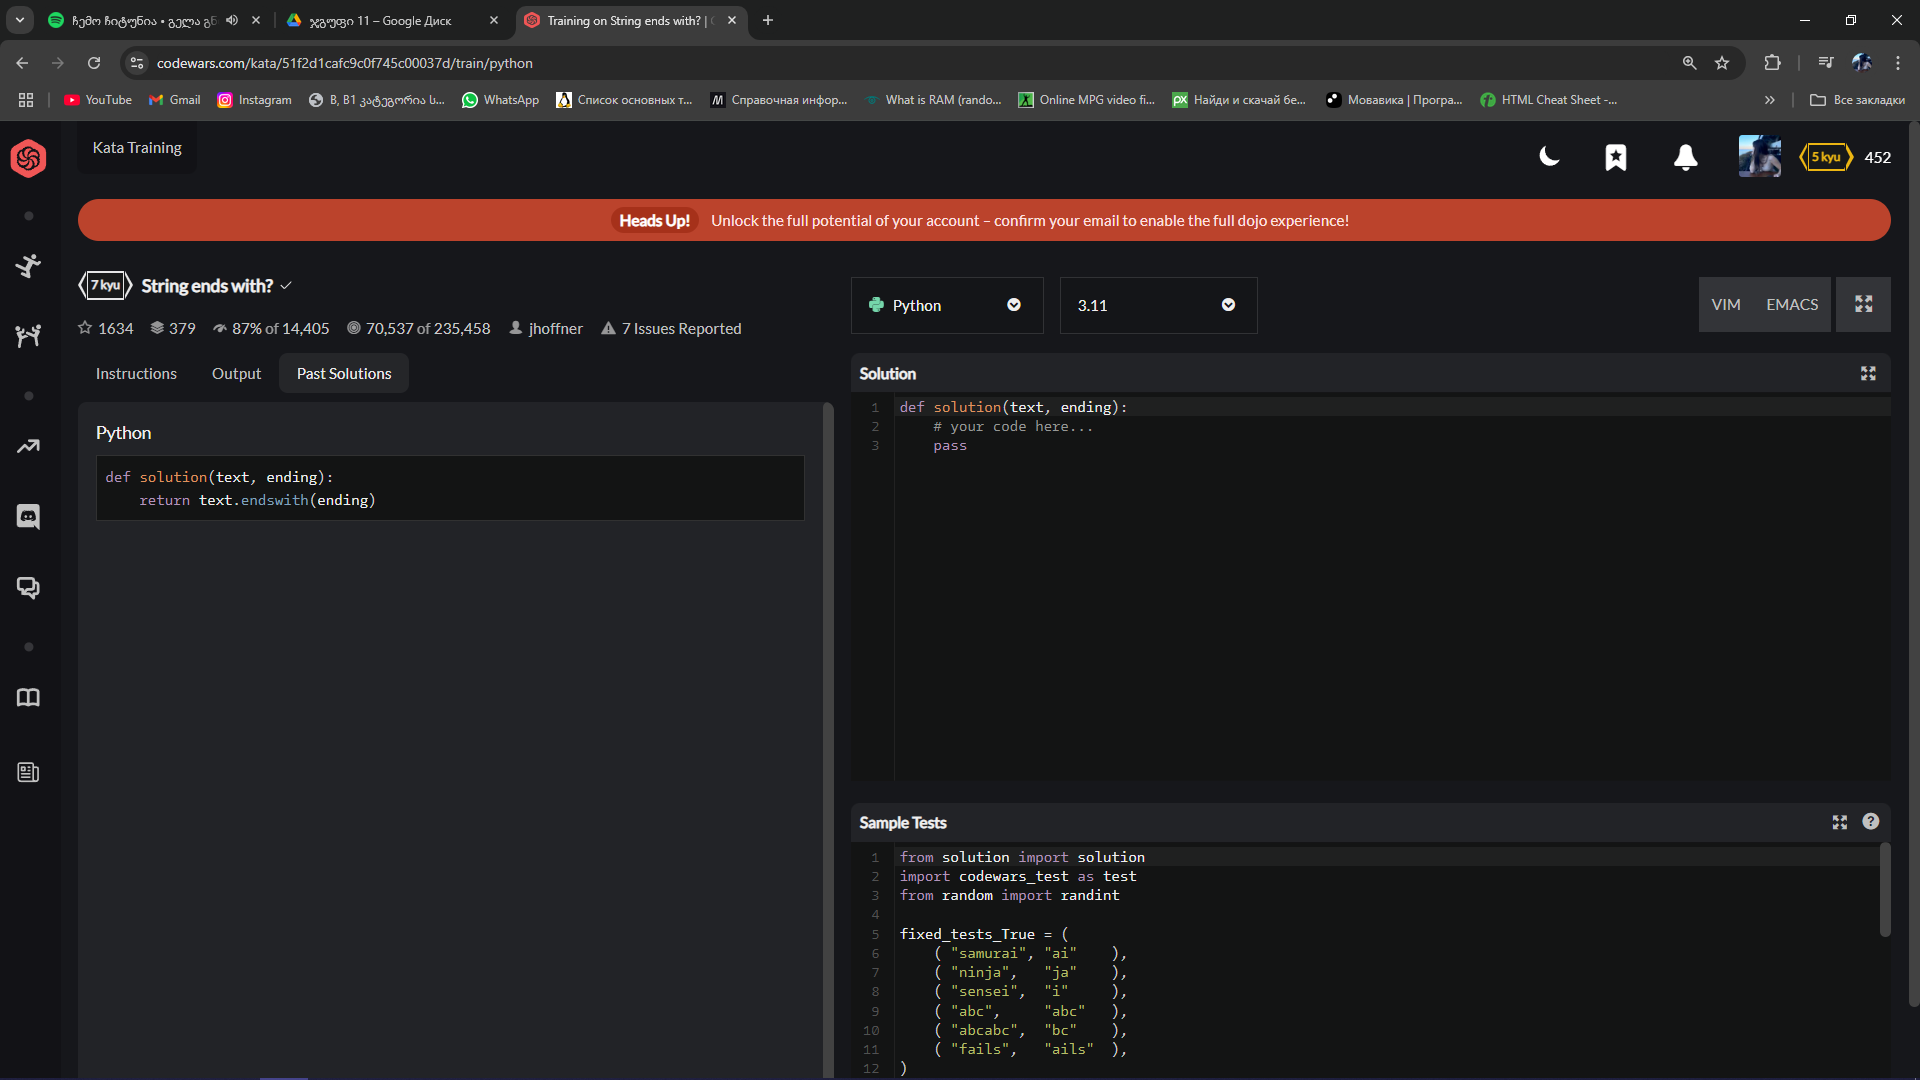 ჩემო ჩიტუნია • გელა გნ
ჯგუფი 11 – Google Диск
Training on String ends with? |
codewars.com/kata/51f2d1cafc9c0f745c00037d/train/python
YouTube
Gmail
Instagram
B, B1 კატეგორია ს...
WhatsApp
Список основных т...
Справочная инфор...
What is RAM (rando...
Online MPG video fi...
Найди и скачай бе...
Мовавика | Програ...
HTML Cheat Sheet -...
Все закладки
Kata Training
5 kyu
452
Heads Up! Unlock the full potential of your account – confirm your email to enable the full dojo experience!
7 kyu String ends with?
1634 379 87% of 14,405 70,537 of 235,458 jhoffner 7 Issues Reported
Python
3.11
VIM
EMACS
Instructions
Output
Past Solutions
Python
def solution(text, ending):
    return text.endswith(ending)
Solution
1 def solution(text, ending):
2     # your code here...
3     pass
Sample Tests
1 from solution import solution
2 import codewars_test as test
3 from random import randint
4
5 fixed_tests_True = (
6     ( "samurai", "ai"    ),
7     ( "ninja",   "ja"    ),
8     ( "sensei",  "i"     ),
9     ( "abc",     "abc"   ),
10     ( "abcabc",  "bc"    ),
11     ( "fails",   "ails"  ),
12 )